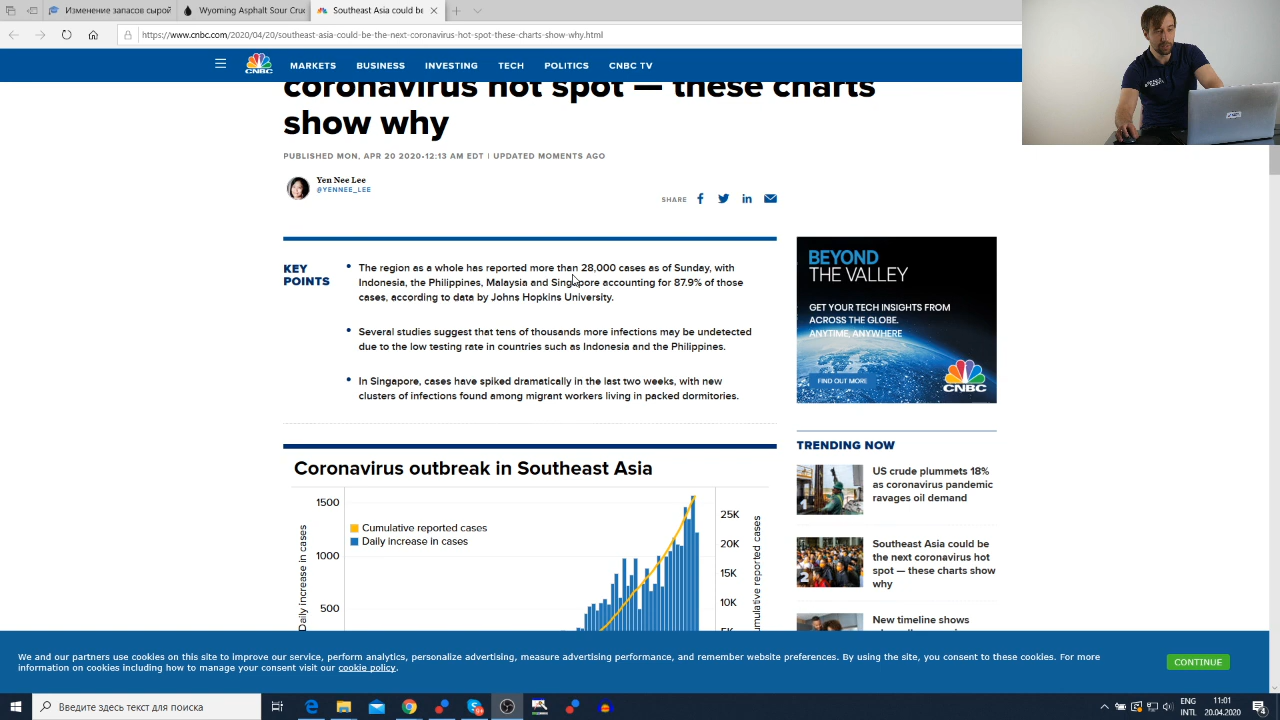 Southeast Asia could be
https://www.cnbc.com/2020/04/20/southeast-asia-could-be-the-next-coronavirus-hot-spot-these-charts-show-why.html
CNBC
MARKETS BUSINESS INVESTING TECH POLITICS CNBC TV
coronavirus hot spot — these charts
show why
PUBLISHED MON, APR 20 2020•12:13 AM EDT | UPDATED MOMENTS AGO
Yen Nee Lee
@YENNEE_LEE
SHARE
KEY
POINTS
The region as a whole has reported more than 28,000 cases as of Sunday, with
Indonesia, the Philippines, Malaysia and Singapore accounting for 87.9% of those
cases, according to data by Johns Hopkins University.
Several studies suggest that tens of thousands more infections may be undetected
due to the low testing rate in countries such as Indonesia and the Philippines.
In Singapore, cases have spiked dramatically in the last two weeks, with new
clusters of infections found among migrant workers living in packed dormitories.
BEYOND
THE VALLEY
GET YOUR TECH INSIGHTS FROM
ACROSS THE GLOBE.
ANYTIME, ANYWHERE
FIND OUT MORE
CNBC
Coronavirus outbreak in Southeast Asia
1500
1000
500
Daily increase in cases
Cumulative reported cases
Daily increase in cases
25K
20K
15K
10K
5K
umulative reported cases
TRENDING NOW
1
US crude plummets 18%
as coronavirus pandemic
ravages oil demand
2
Southeast Asia could be
the next coronavirus hot
spot — these charts show
why
New timeline shows
We and our partners use cookies on this site to improve our service, perform analytics, personalize advertising, measure advertising performance, and remember website preferences. By using the site, you consent to these cookies. For more
information on cookies including how to manage your consent visit our cookie policy.
CONTINUE
Введите здесь текст для поиска
ENG
INTL
11:01
20.04.2020
4